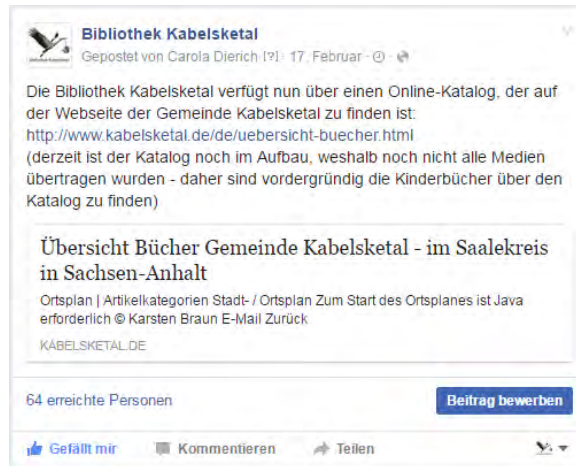 Bibliothek Kabelsketal
Gepostet von Carola Dierich [?] · 17. Februar ·
Die Bibliothek Kabelsketal verfügt nun über einen Online-Katalog, der auf
der Webseite der Gemeinde Kabelsketal zu finden ist:
http://www.kabelsketal.de/de/uebersicht-buecher.html
(derzeit ist der Katalog noch im Aufbau, weshalb noch nicht alle Medien
übertragen wurden - daher sind vordergründig die Kinderbücher über den
Katalog zu finden)
Übersicht Bücher Gemeinde Kabelsketal - im Saalekreis
in Sachsen-Anhalt
Ortsplan | Artikelkategorien Stadt- / Ortsplan Zum Start des Ortsplanes ist Java
erforderlich © Karsten Braun E-Mail Zurück
KABELSKETAL.DE
64 erreichte Personen
Beitrag bewerben
Gefällt mir Kommentieren Teilen